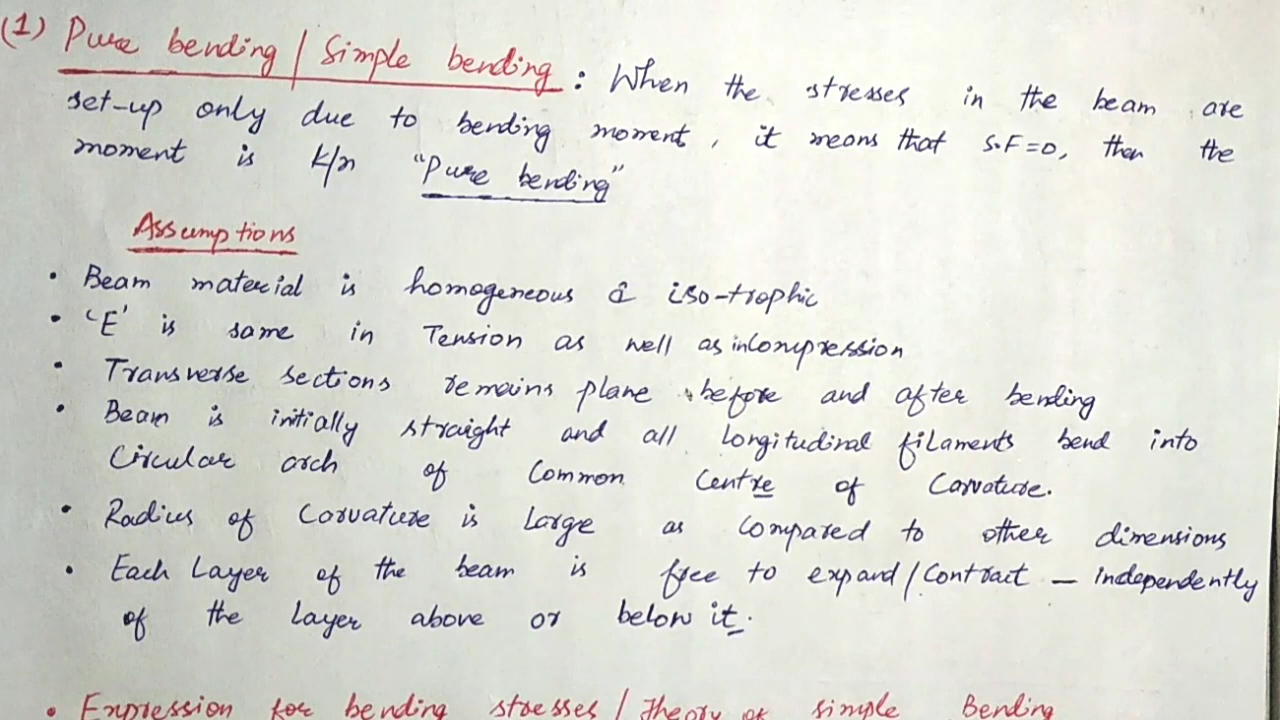 (1) Pure bending / Simple bending : When the stresses in the beam are
set-up only due to bending moment, it means that S.F=0, then the
moment is k/n "Pure bending"
Assumptions
• Beam material is homogeneous & iso-trophic
• 'E' is same in Tension as well as in Compression
• Transverse sections remains plane before and after bending
• Beam is initially straight and all longitudinal filaments bend into
Circular arch of Common Centre of Carvature.
• Radius of Carvature is large as compared to other dimensions
• Each Layer of the beam is free to expand / Contract – independently
of the layer above or below it.
• Expression for bending stresses / theory of simple Bending